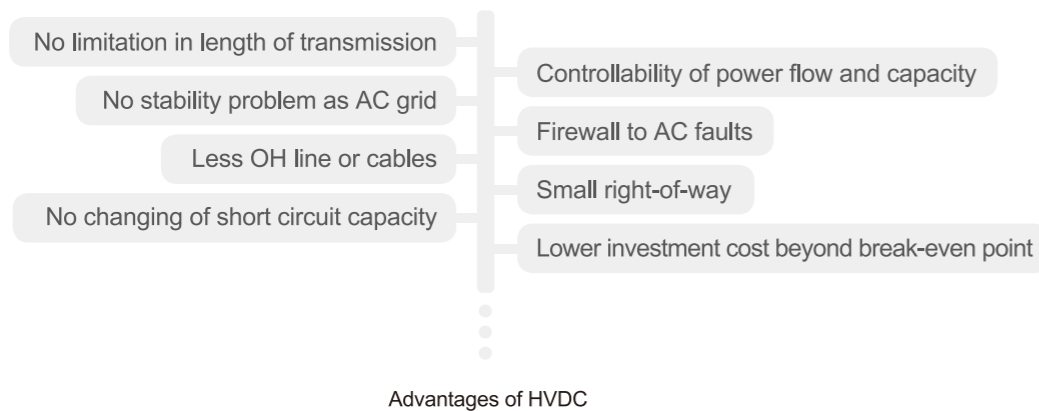 No limitation in length of transmission
Controllability of power flow and capacity
No stability problem as AC grid
Firewall to AC faults
Less OH line or cables
Small right-of-way
No changing of short circuit capacity
Lower investment cost beyond break-even point
Advantages of HVDC